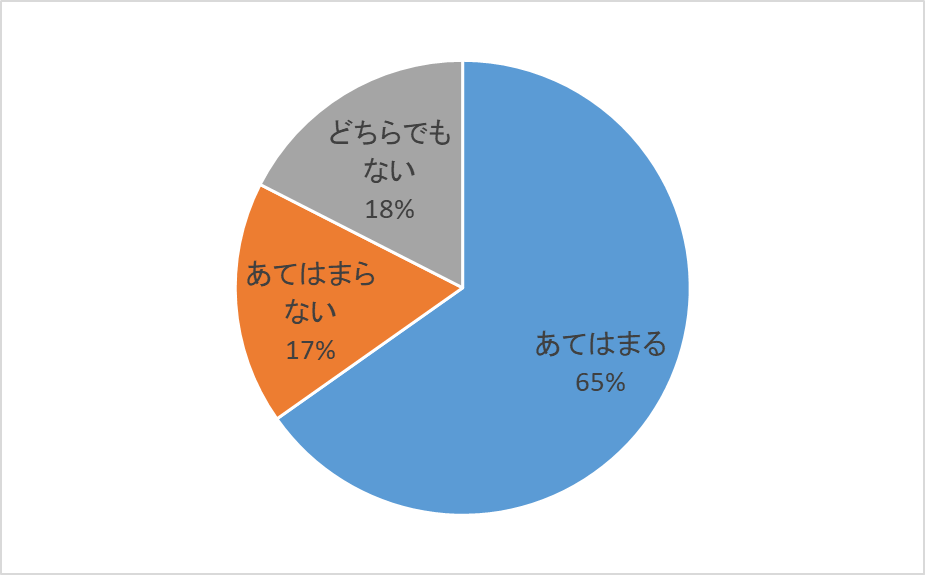 どちらでも
ない
18%
あてはまら
ない
17%
あてはまる
65%